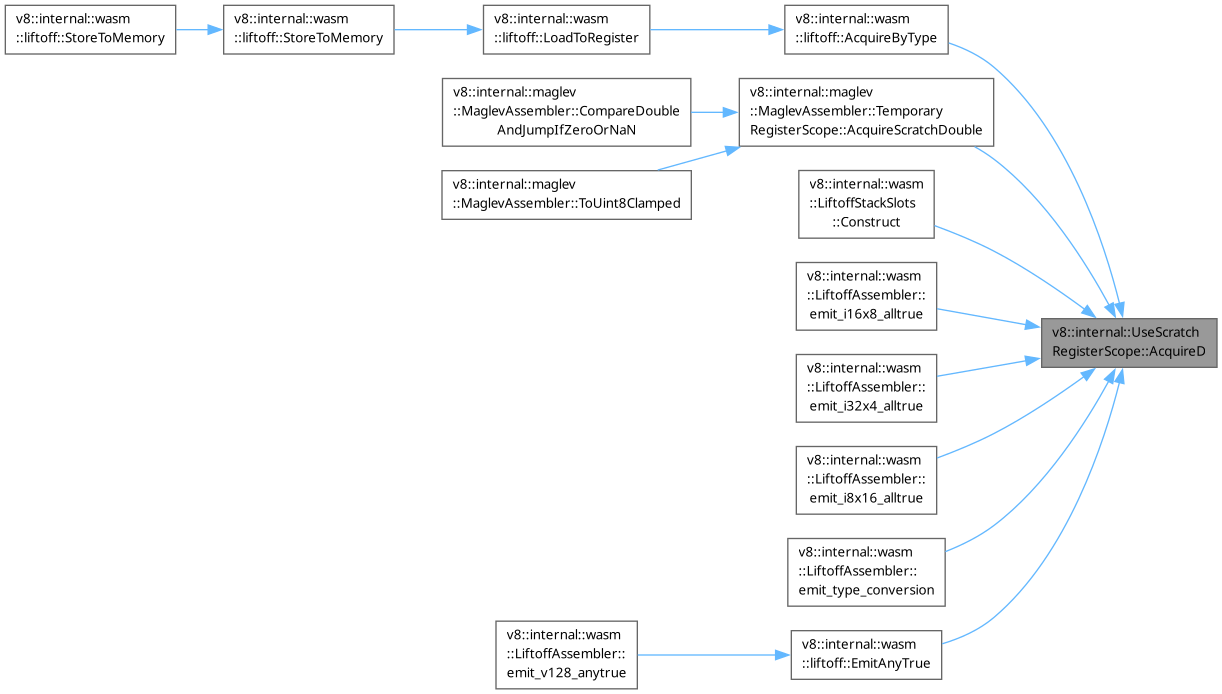 v8::internal::wasm
::liftoff::StoreToMemory
v8::internal::wasm
::liftoff::StoreToMemory
v8::internal::wasm
::liftoff::LoadToRegister
v8::internal::wasm
::liftoff::AcquireByType
v8::internal::maglev
::MaglevAssembler::CompareDouble
AndJumpIfZeroOrNaN
v8::internal::maglev
::MaglevAssembler::Temporary
RegisterScope::AcquireScratchDouble
v8::internal::maglev
::MaglevAssembler::ToUint8Clamped
v8::internal::wasm
::LiftoffStackSlots
::Construct
v8::internal::wasm
::LiftoffAssembler::
emit_i16x8_alltrue
v8::internal::UseScratch
RegisterScope::AcquireD
v8::internal::wasm
::LiftoffAssembler::
emit_i32x4_alltrue
v8::internal::wasm
::LiftoffAssembler::
emit_i8x16_alltrue
v8::internal::wasm
::LiftoffAssembler::
emit_type_conversion
v8::internal::wasm
::LiftoffAssembler::
emit_v128_anytrue
v8::internal::wasm
::liftoff::EmitAnyTrue